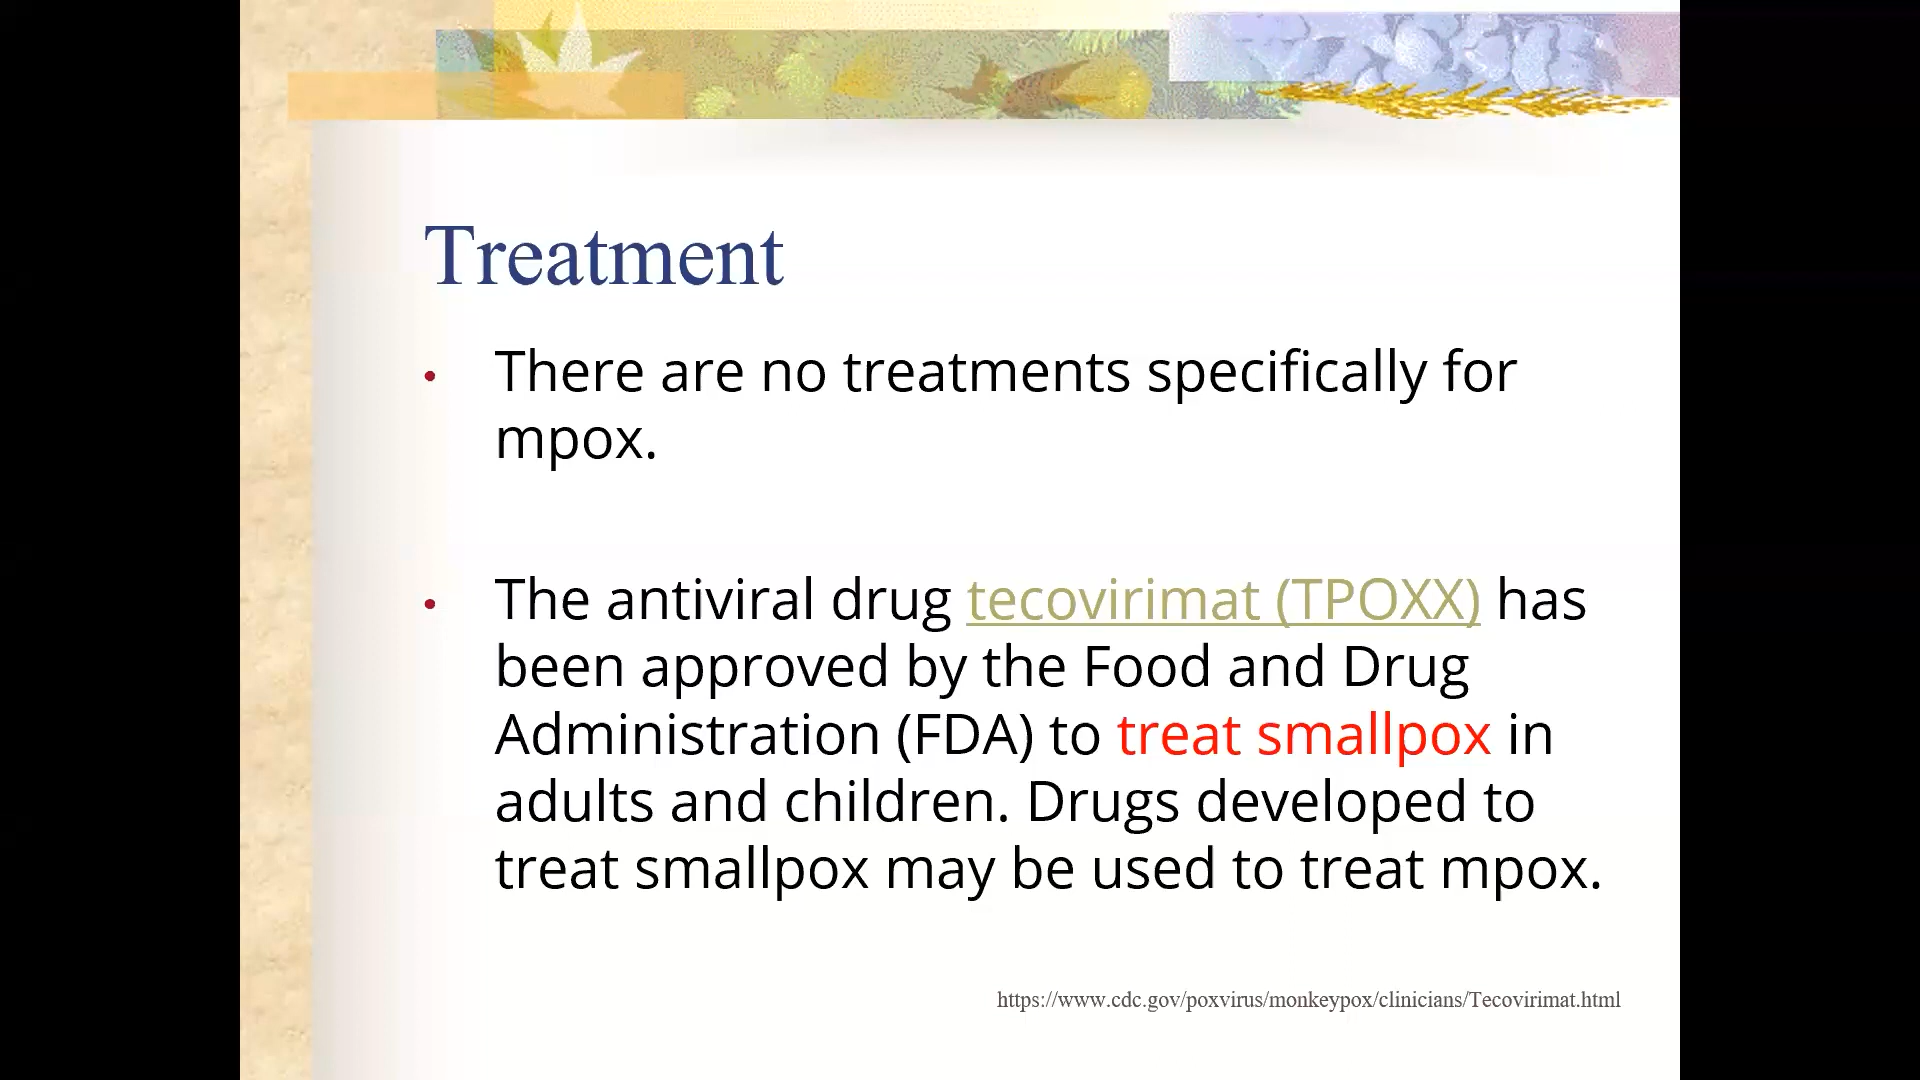 Treatment
• There are no treatments specifically for
mpox.
• The antiviral drug tecovirimat (TPOXX) has
been approved by the Food and Drug
Administration (FDA) to treat smallpox in
adults and children. Drugs developed to
treat smallpox may be used to treat mpox.
https://www.cdc.gov/poxvirus/monkeypox/clinicians/Tecovirimat.html